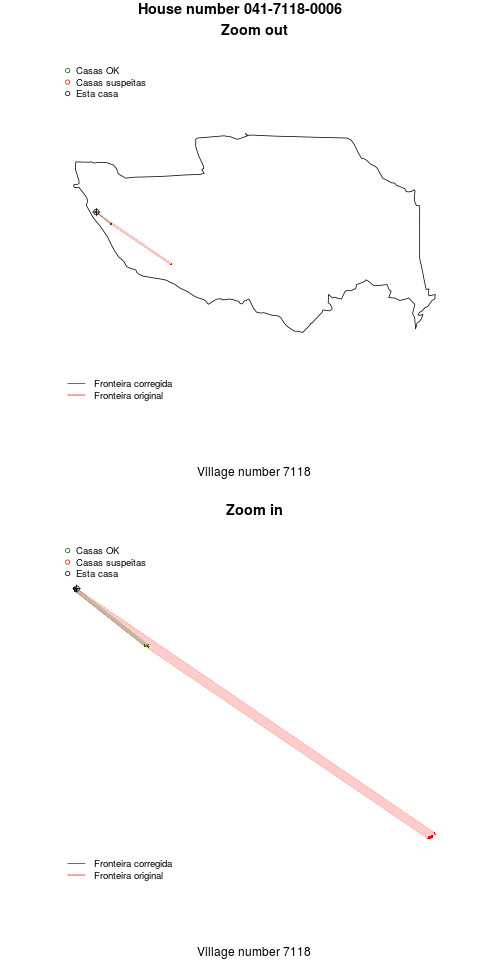 House number 041-7118-0006
Zoom out
Casas OK
Casas suspeitas
Esta casa
Fronteira corregida
Fronteira original
Village number 7118
Zoom in
Casas OK
Casas suspeitas
Esta casa
Fronteira corregida
Fronteira original
Village number 7118